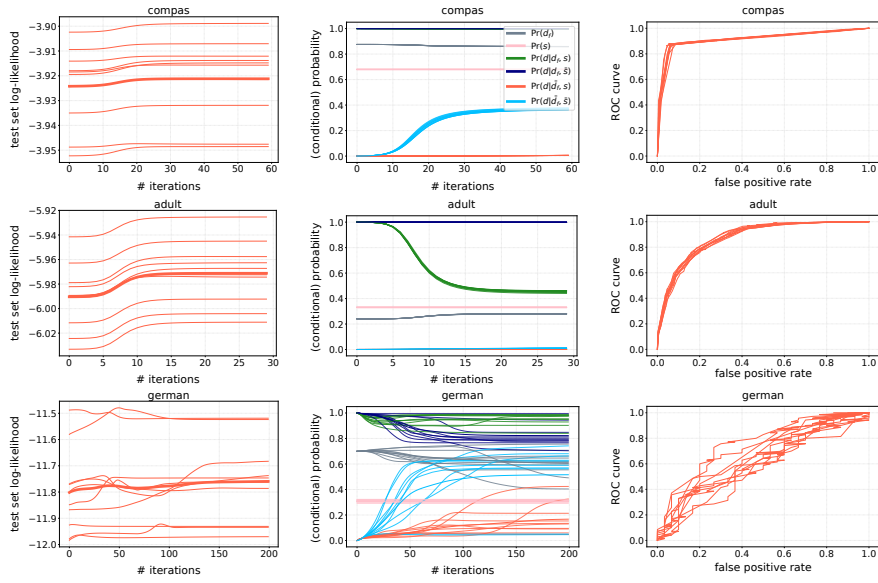 compas
test set log-likelihood
−3.90
−3.91
−3.92
−3.93
−3.94
−3.95
0 10 20 30 40 50 60
# iterations
compas
(conditional) probability
1.0
0.8
0.6
0.4
0.2
0.0
0 10 20 30 40 50 60
# iterations
Pr(d_f)
Pr(s)
Pr(d|d_f, s)
Pr(d|d_f, s̄)
Pr(d|d̄_f, s)
Pr(d|d̄_f, s̄)
compas
ROC curve
1.0
0.8
0.6
0.4
0.2
0.0
0.0 0.2 0.4 0.6 0.8 1.0
false positive rate
adult
test set log-likelihood
−5.92
−5.94
−5.96
−5.98
−6.00
−6.02
0 5 10 15 20 25 30
# iterations
adult
(conditional) probability
1.0
0.8
0.6
0.4
0.2
0.0
0 5 10 15 20 25 30
# iterations
adult
ROC curve
1.0
0.8
0.6
0.4
0.2
0.0
0.0 0.2 0.4 0.6 0.8 1.0
false positive rate
german
test set log-likelihood
−11.5
−11.6
−11.7
−11.8
−11.9
−12.0
0 50 100 150 200
# iterations
german
(conditional) probability
1.0
0.8
0.6
0.4
0.2
0.0
0 50 100 150 200
# iterations
german
ROC curve
1.0
0.8
0.6
0.4
0.2
0.0
0.0 0.2 0.4 0.6 0.8 1.0
false positive rate